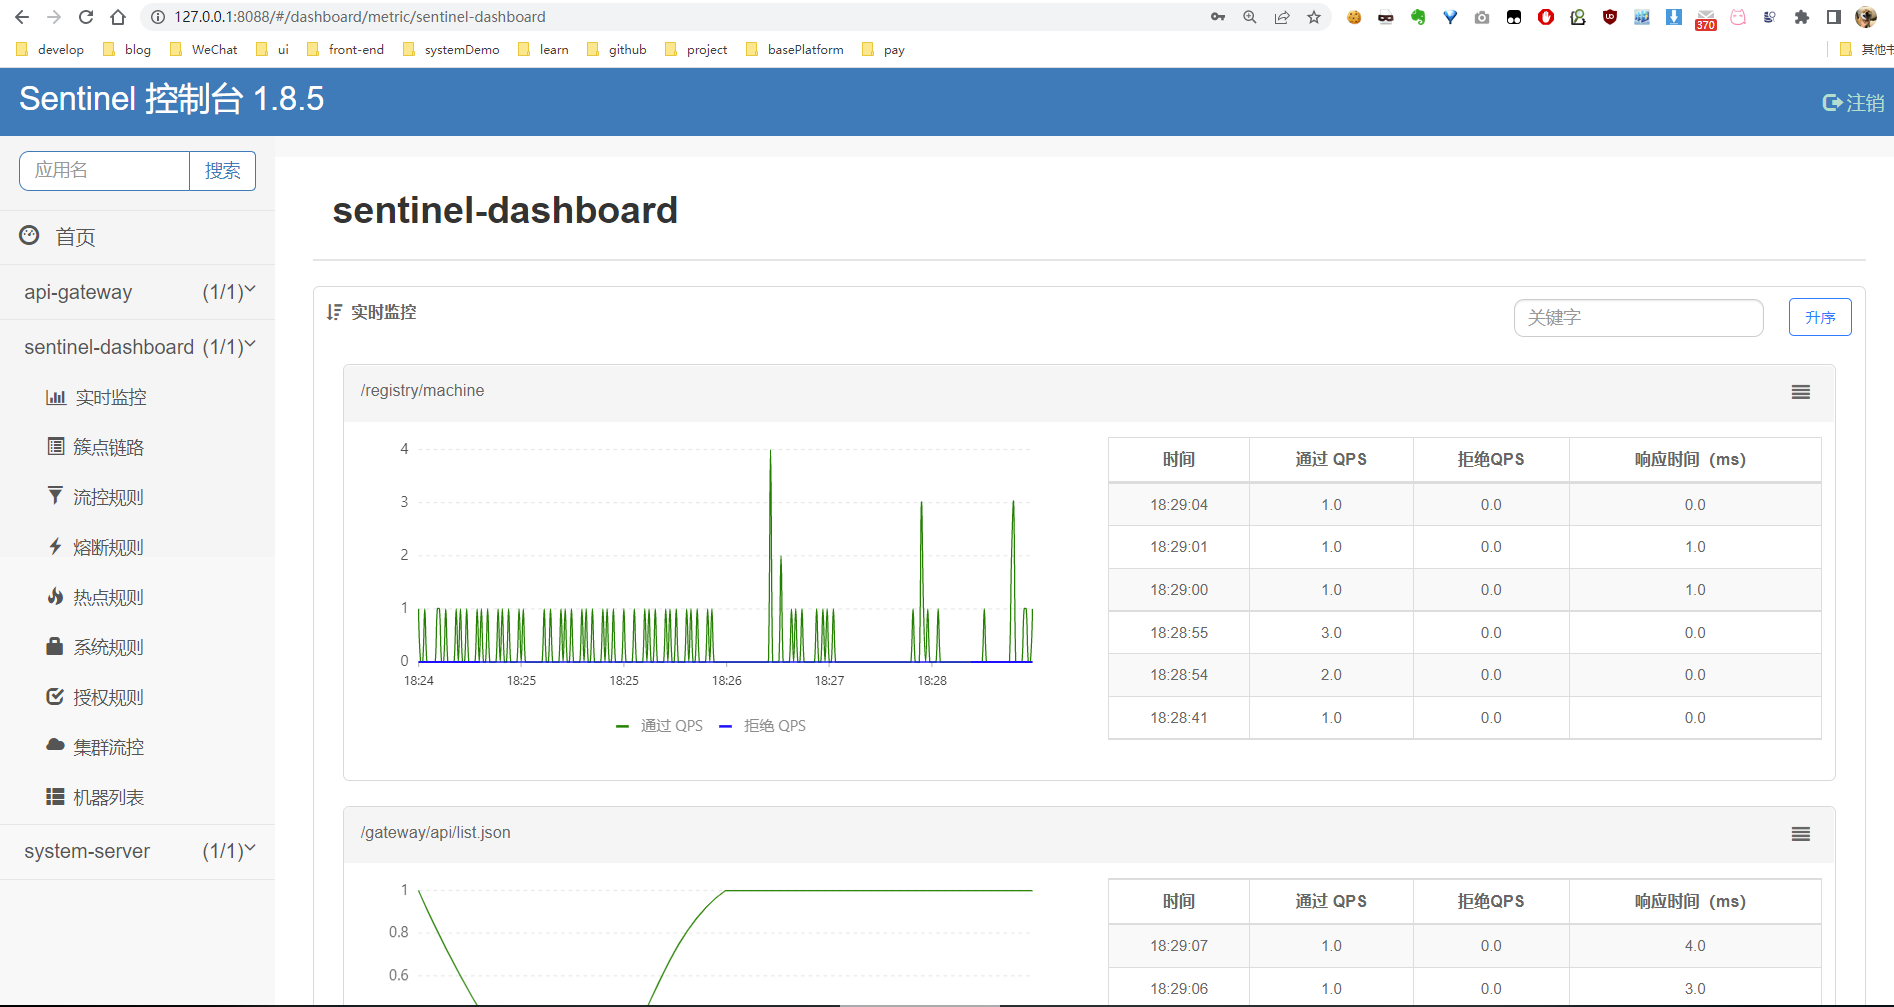 127.0.0.1:8088/#/dashboard/metric/sentinel-dashboard
370
develop blog WeChat ui front-end systemDemo learn github project basePlatform pay 其他书
Sentinel 控制台 1.8.5
注销
应用名 搜索
首页
api-gateway (1/1)
sentinel-dashboard (1/1)
实时监控
簇点链路
流控规则
熔断规则
热点规则
系统规则
授权规则
集群流控
机器列表
system-server (1/1)
sentinel-dashboard
实时监控 关键字 升序
/registry/machine
4
3
2
1
0
18:24 18:25 18:25 18:26 18:27 18:28
通过 QPS 拒绝 QPS
时间 通过 QPS 拒绝QPS 响应时间（ms）
18:29:04 1.0 0.0 0.0
18:29:01 1.0 0.0 1.0
18:29:00 1.0 0.0 1.0
18:28:55 3.0 0.0 0.0
18:28:54 2.0 0.0 0.0
18:28:41 1.0 0.0 0.0
/gateway/api/list.json
1
0.8
0.6
时间 通过 QPS 拒绝QPS 响应时间（ms）
18:29:07 1.0 0.0 4.0
18:29:06 1.0 0.0 3.0